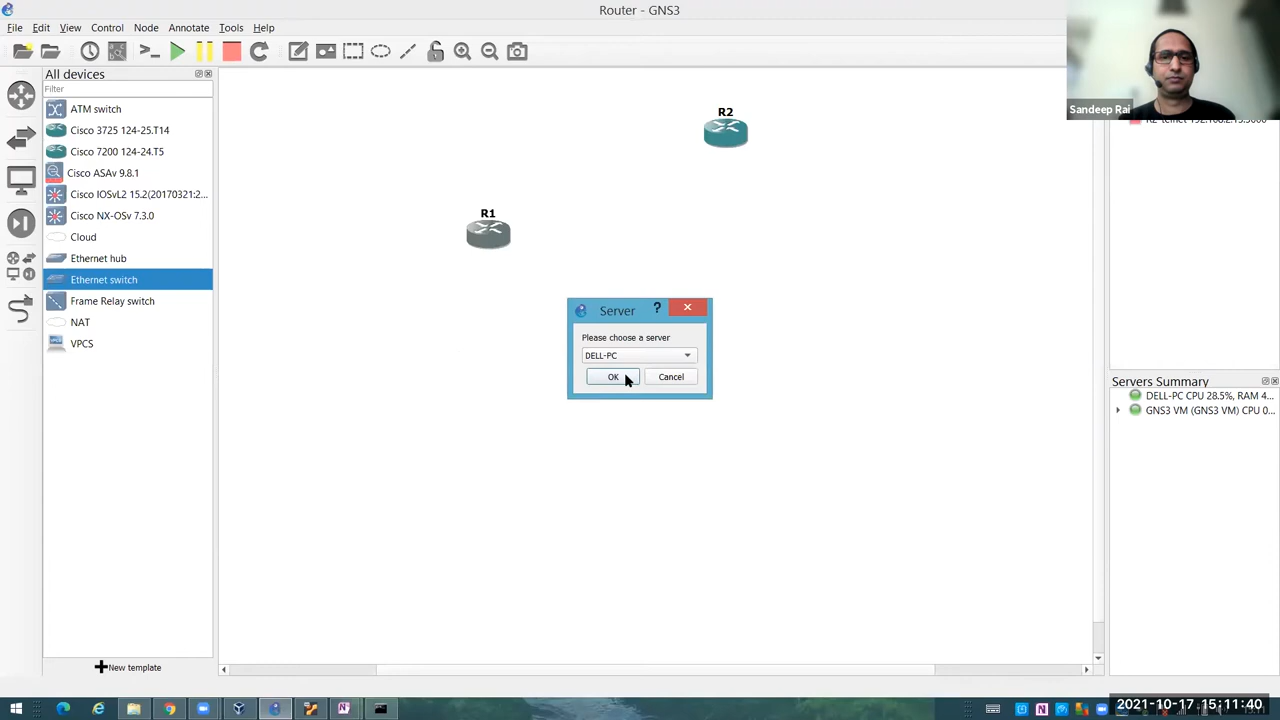 Router - GNS3
File Edit View Control Node Annotate Tools Help
All devices
Filter
ATM switch
Cisco 3725 124-25.T14
Cisco 7200 124-24.T5
Cisco ASAv 9.8.1
Cisco IOSvL2 15.2(20170321:2...
Cisco NX-OSv 7.3.0
Cloud
Ethernet hub
Ethernet switch
Frame Relay switch
NAT
VPCS
New template
R1
R2
Server
?
Please choose a server
DELL-PC
OK Cancel
Sandeep Rai
Servers Summary
DELL-PC CPU 28.5%, RAM 4...
GNS3 VM (GNS3 VM) CPU 0...
2021-10-17 15:11:40